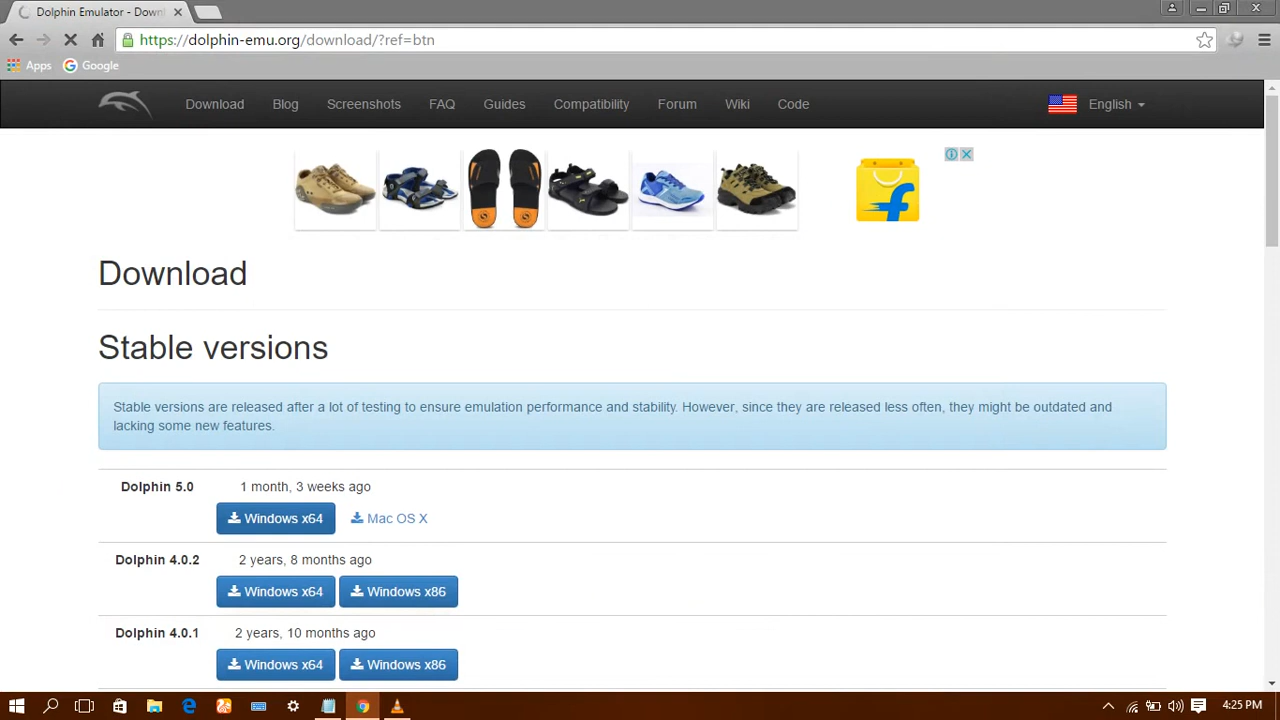 Dolphin Emulator - Downl
https://dolphin-emu.org/download/?ref=btn
Apps Google
Download Blog Screenshots FAQ Guides Compatibility Forum Wiki Code English
Download
Stable versions
Stable versions are released after a lot of testing to ensure emulation performance and stability. However, since they are released less often, they might be outdated and
lacking some new features.
Dolphin 5.0 1 month, 3 weeks ago
Windows x64 Mac OS X
Dolphin 4.0.2 2 years, 8 months ago
Windows x64 Windows x86
Dolphin 4.0.1 2 years, 10 months ago
Windows x64 Windows x86
4:25 PM